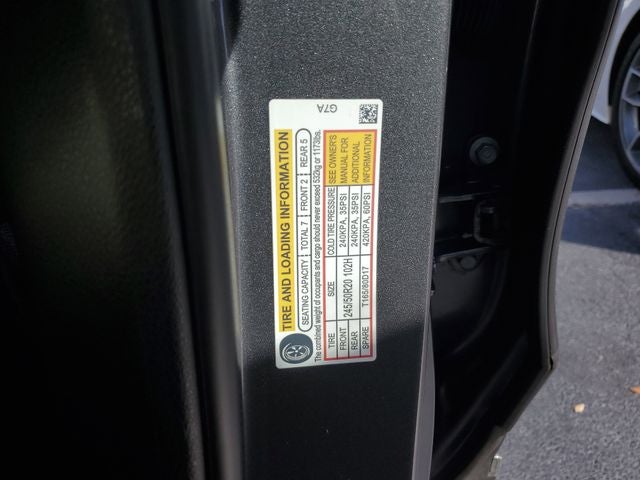 G7A
TIRE AND LOADING INFORMATION
SEATING CAPACITY TOTAL 7 FRONT 2 REAR 5
The combined weight of occupants and cargo should never exceed 532kg or 1173lbs.
TIRE SIZE COLD TIRE PRESSURE SEE OWNER'S
FRONT 245/50R20 102H 240KPA, 35PSI MANUAL FOR
REAR 240KPA, 35PSI ADDITIONAL
SPARE T165/80D17 420KPA, 60PSI INFORMATION